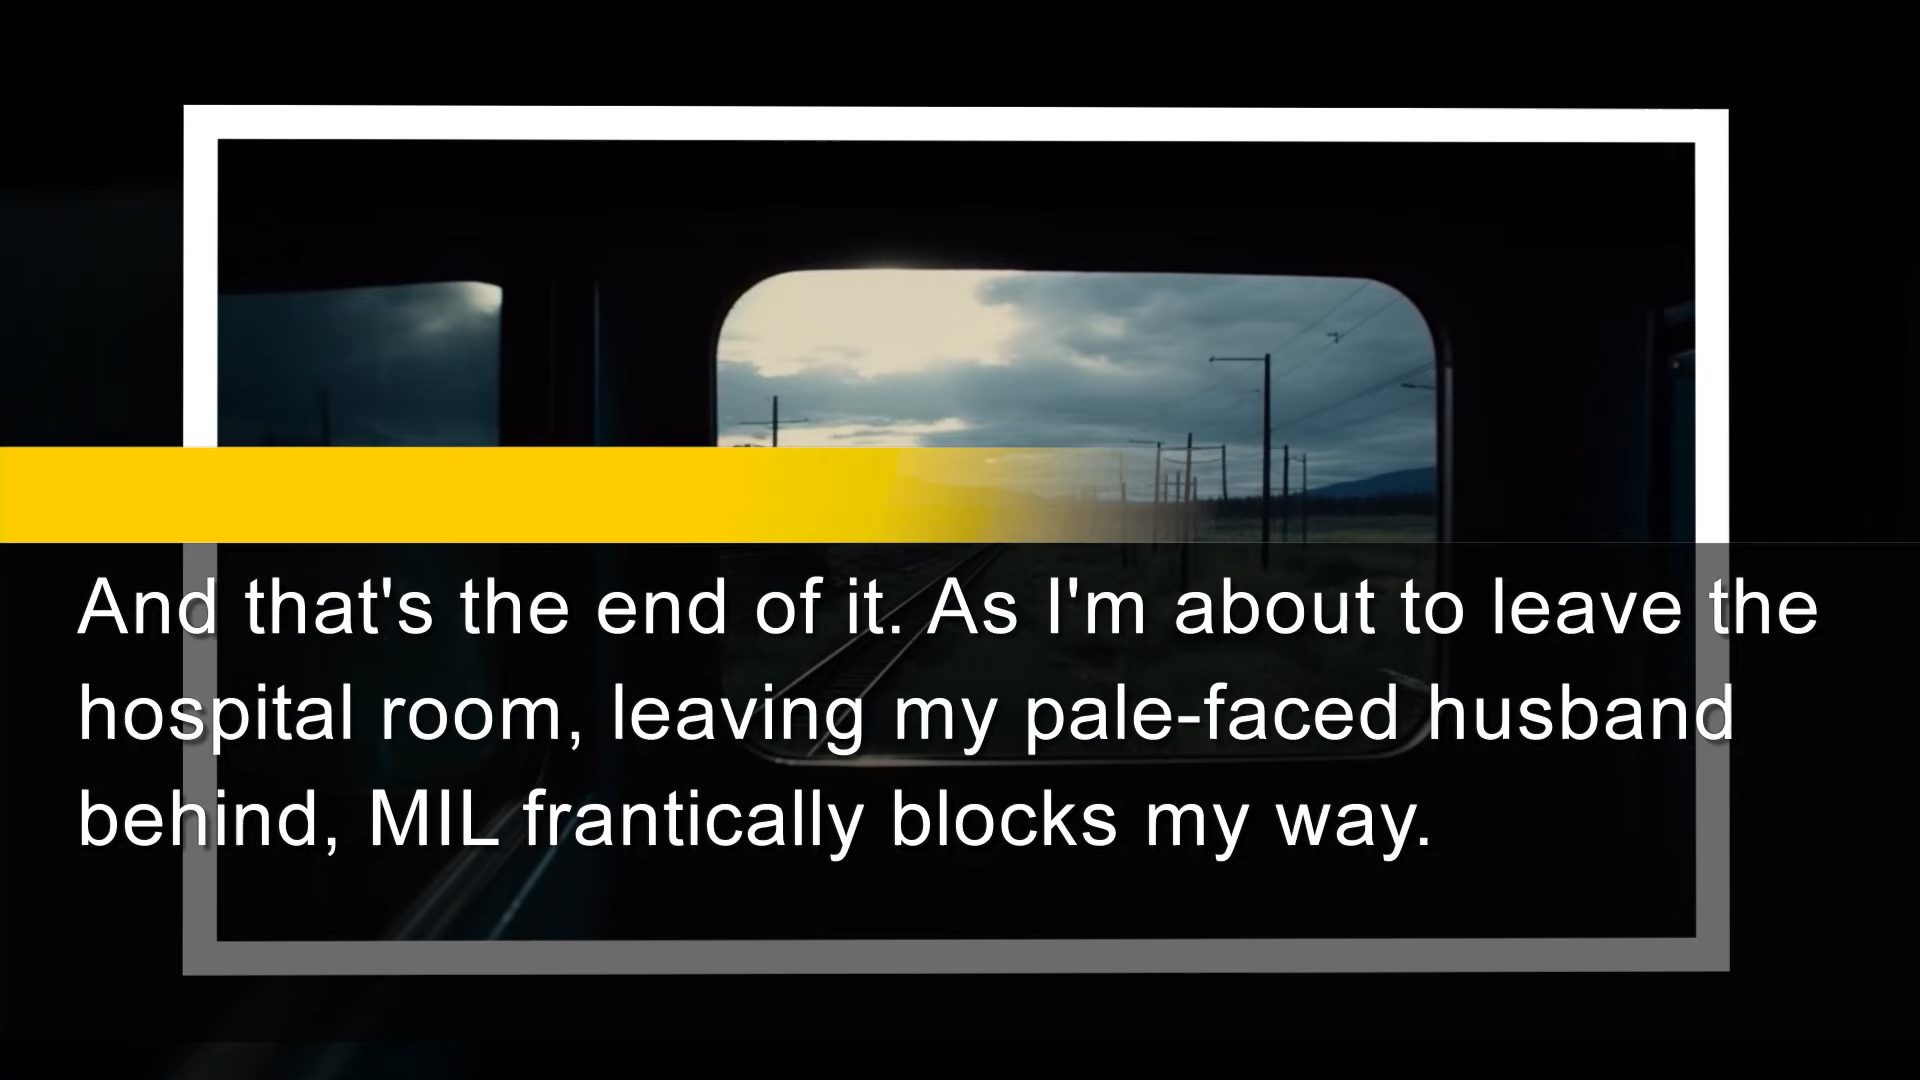 And that's the end of it. As I'm about to leave the
hospital room, leaving my pale-faced husband
behind, MIL frantically blocks my way.